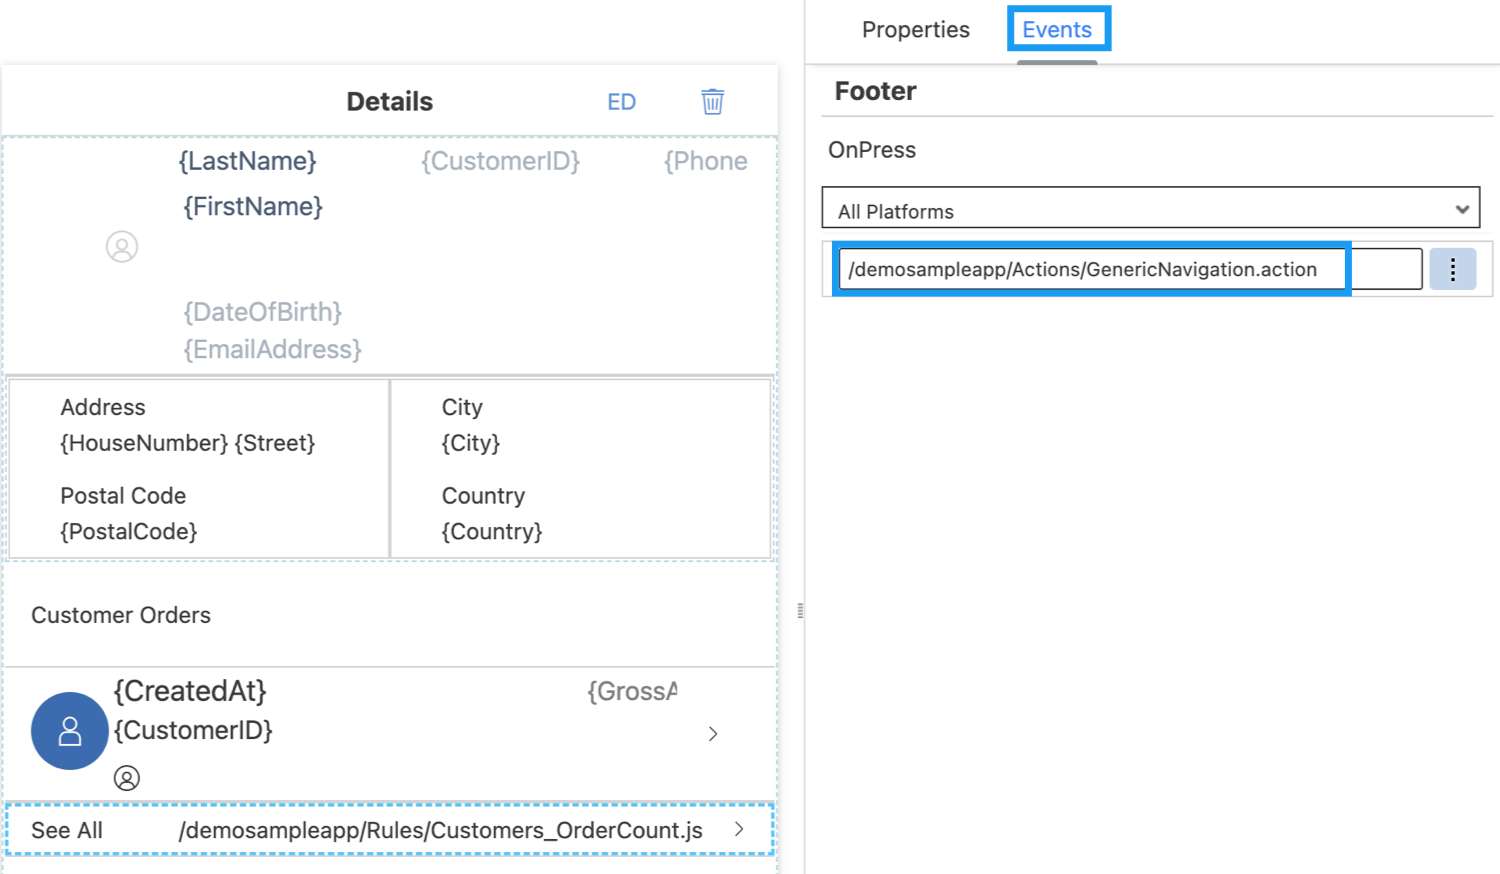 Properties
Events
Details
ED
Footer
OnPress
{LastName}
{CustomerID}
{Phone
{FirstName}
All Platforms
/demosampleapp/Actions/GenericNavigation.action
{DateOfBirth}
{EmailAddress}
Address
City
{HouseNumber} {Street}
{City}
Postal Code
Country
{PostalCode}
{Country}
Customer Orders
{CreatedAt}
{GrossA
{CustomerID}
See All
/demosampleapp/Rules/Customers_OrderCount.js